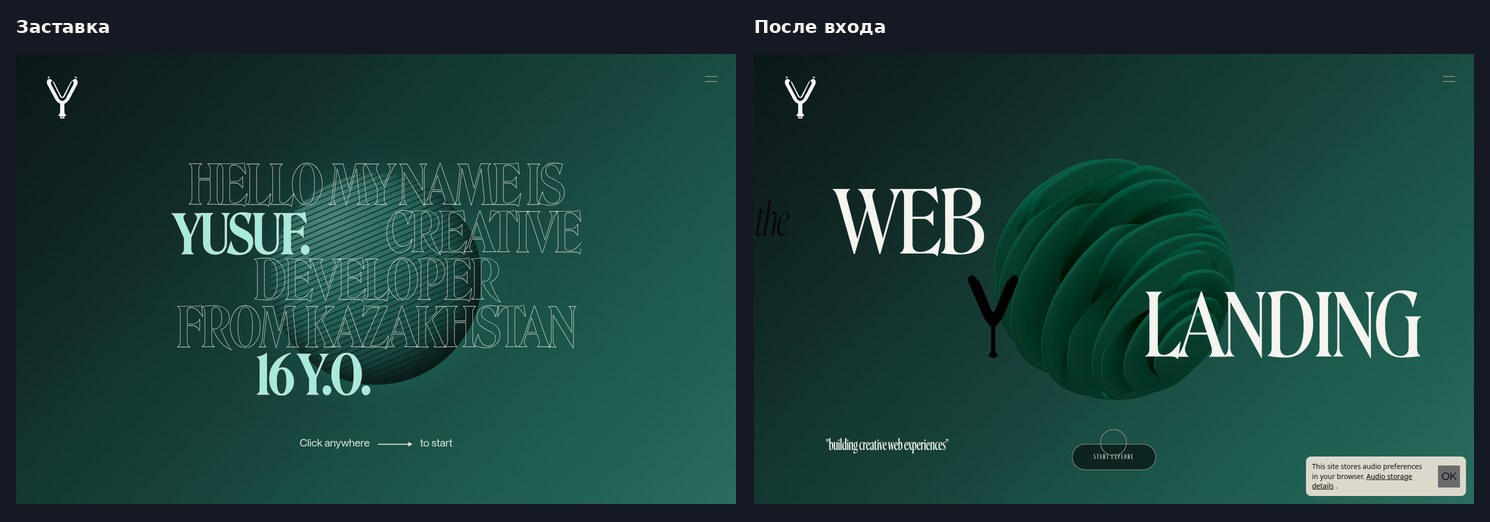 Заставка
После входа
HELLO MY NAME IS
YUSUF. CREATIVE
DEVELOPER
FROM KAZAKHSTAN
16 Y.O.
Click anywhere to start
the
WEB
Y
LANDING
"building creative web experiences"
START EXPLORE
This site stores audio preferences
in your browser. Audio storage
details .
OK